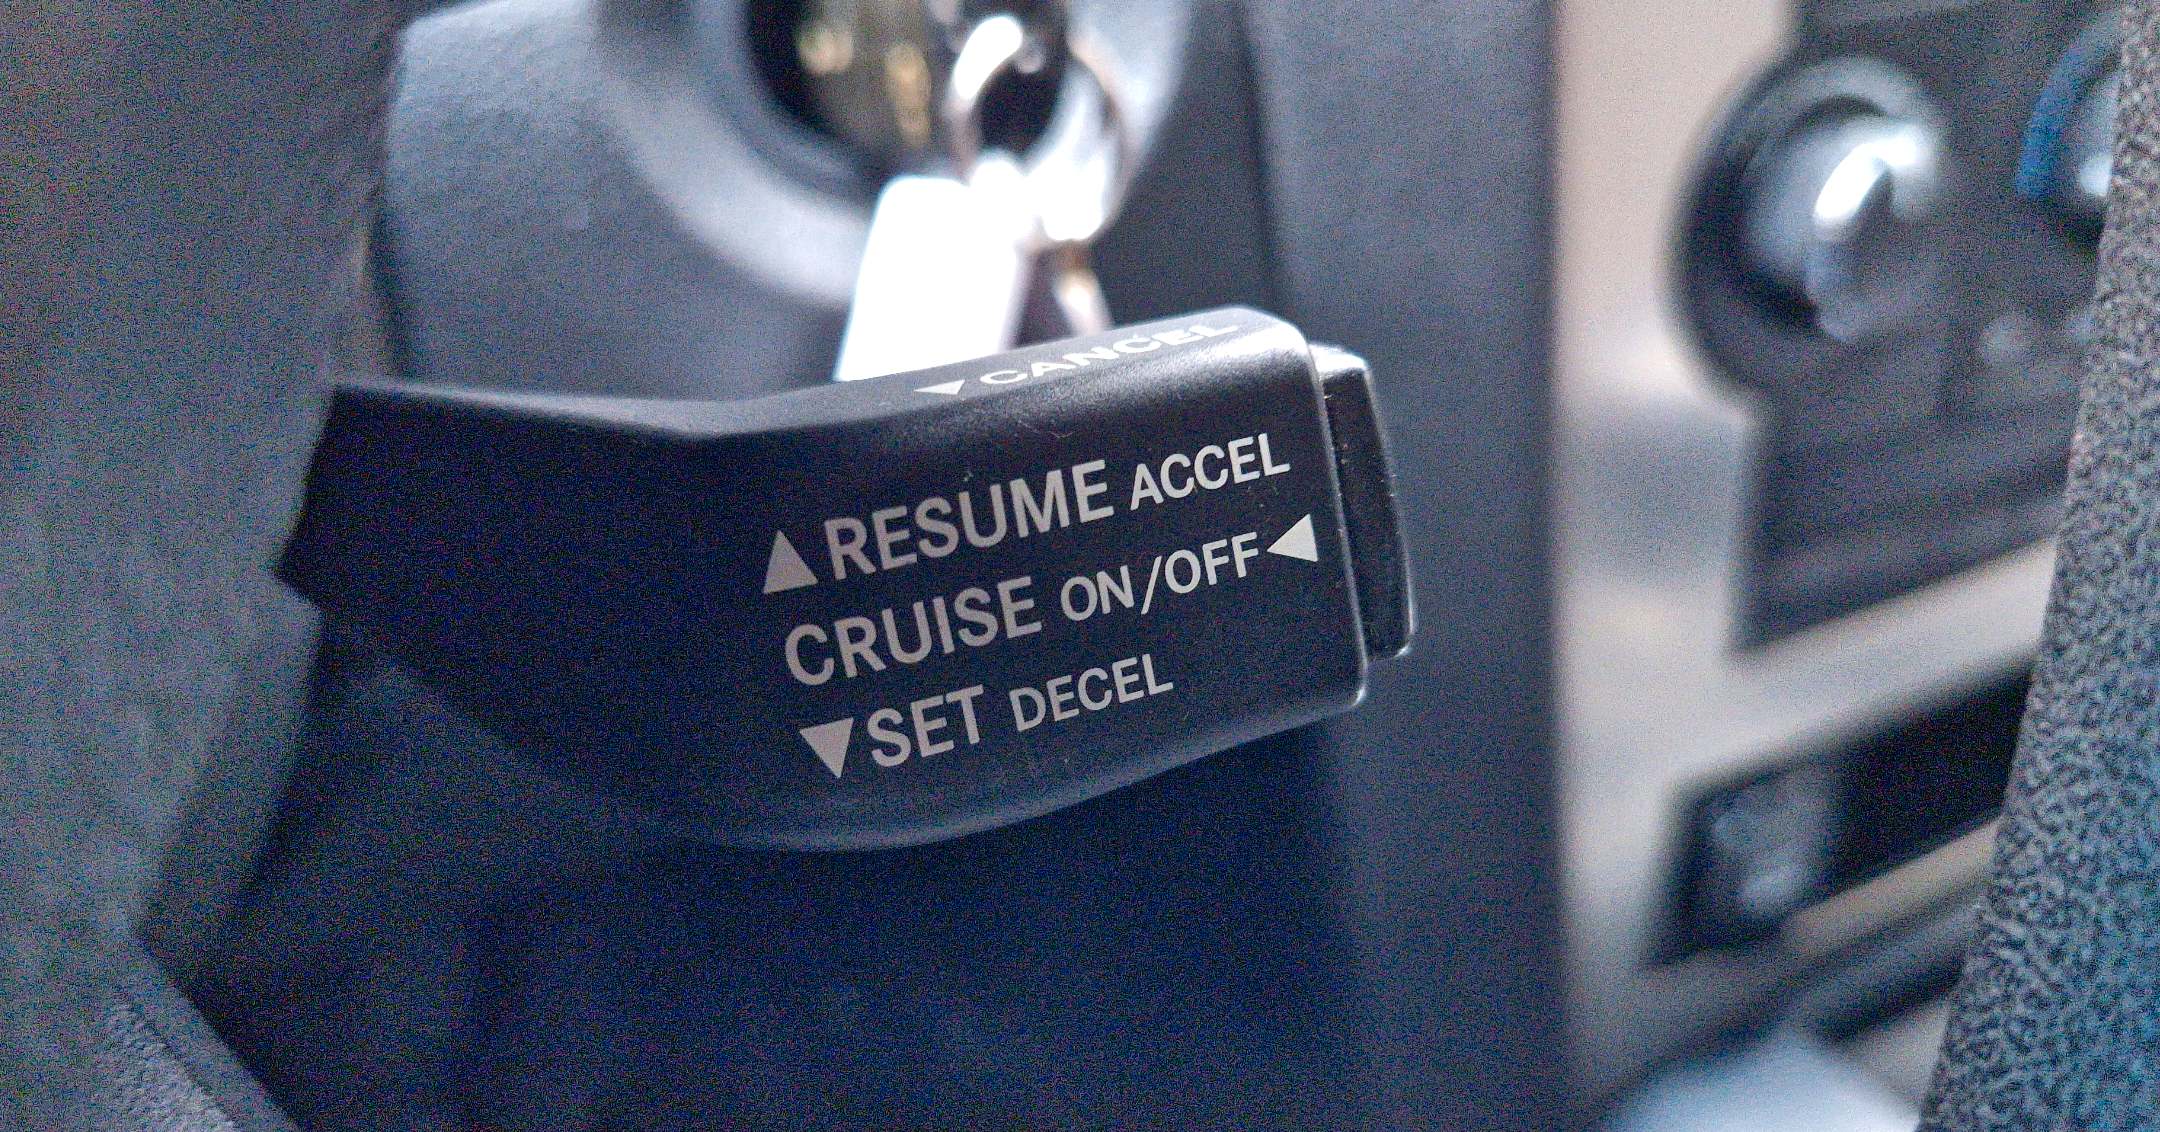 ▼CANCEL
▲RESUME ACCEL
CRUISE ON/OFF◀
▼SET DECEL